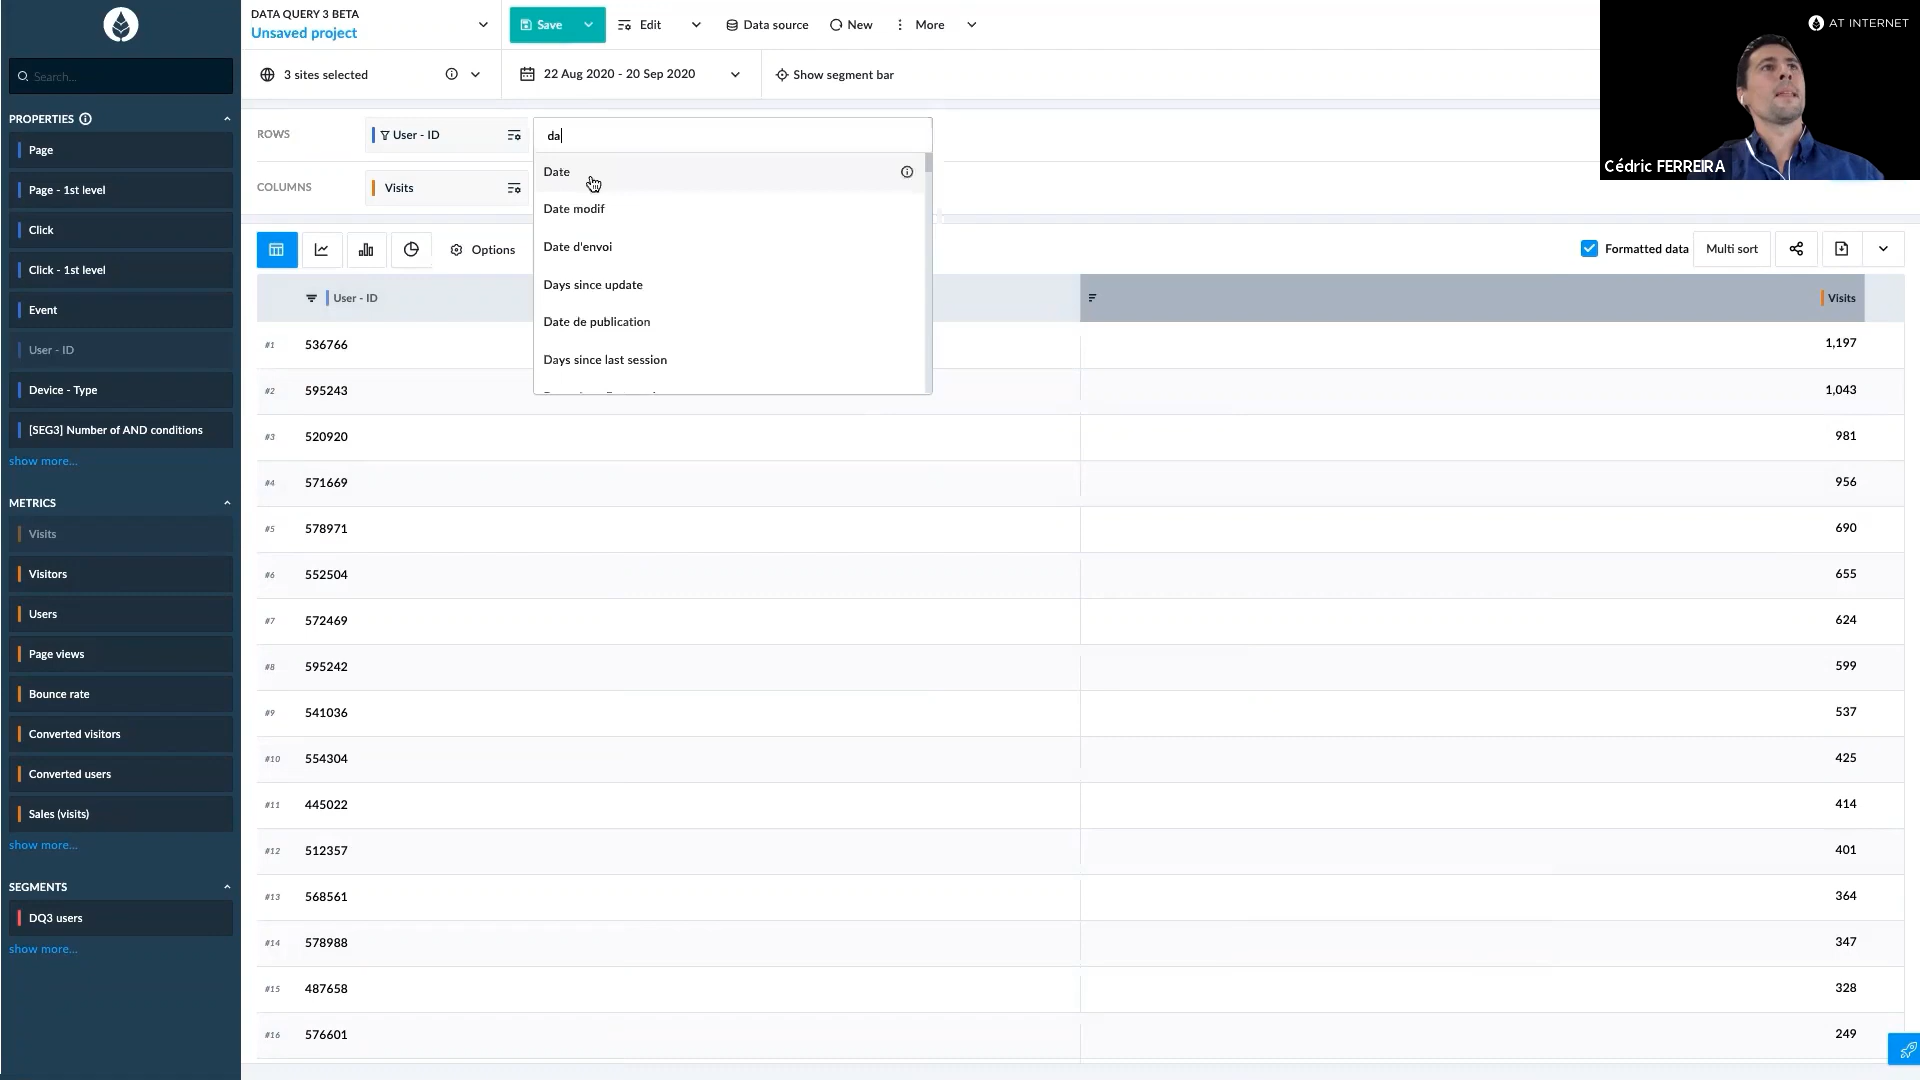 DATA QUERY 3 BETA
Unsaved project
Save
Edit
Data source
New
More
AT INTERNET
Search...
3 sites selected
22 Aug 2020 - 20 Sep 2020
Show segment bar
Cédric FERREIRA
PROPERTIES
Page
Page - 1st level
Click
Click - 1st level
Event
User - ID
Device - Type
[SEG3] Number of AND conditions
show more...
METRICS
Visits
Visitors
Users
Page views
Bounce rate
Converted visitors
Converted users
Sales (visits)
show more...
SEGMENTS
DQ3 users
show more...
ROWS
User - ID
da
COLUMNS
Visits
Date
Date modif
Date d'envoi
Days since update
Date de publication
Days since last session
Options
Formatted data
Multi sort
User - ID
Visits
#1 536766 1,197
#2 595243 1,043
#3 520920 981
#4 571669 956
#5 578971 690
#6 552504 655
#7 572469 624
#8 595242 599
#9 541036 537
#10 554304 425
#11 445022 414
#12 512357 401
#13 568561 364
#14 578988 347
#15 487658 328
#16 576601 249